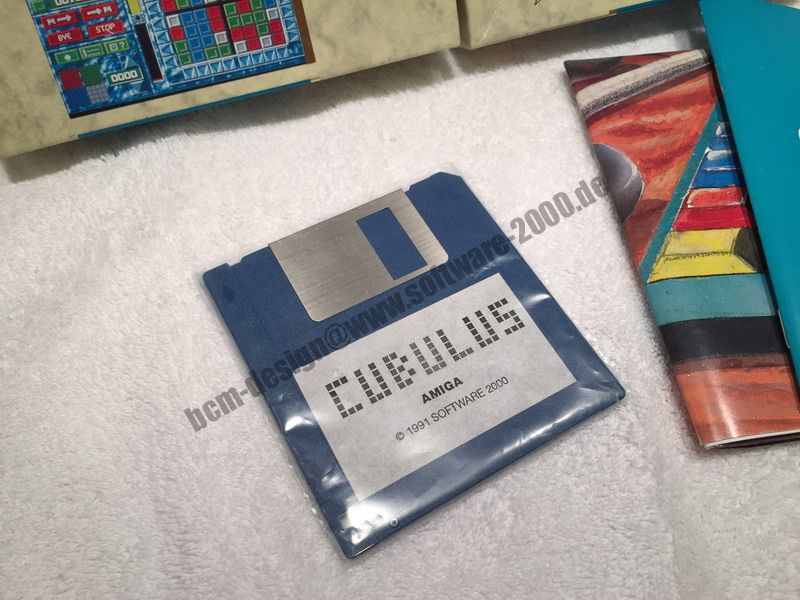 BYE
STOP
0000
CUBULUS
AMIGA
© 1991 SOFTWARE 2000
bcm-design@www.software-2000.de